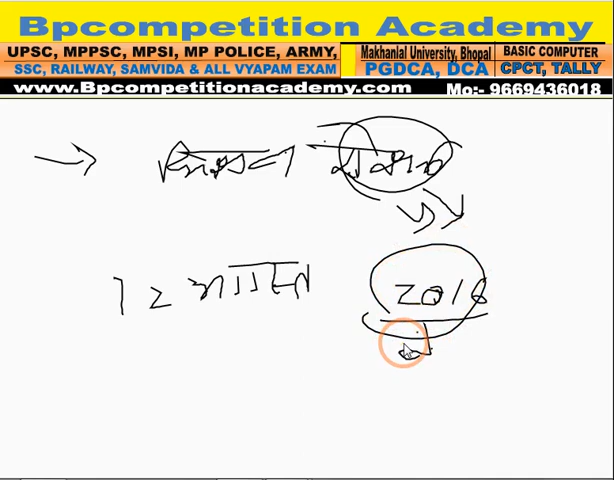 Bpcompetition Academy
UPSC, MPPSC, MPSI, MP POLICE, ARMY,
SSC, RAILWAY, SAMVIDA & ALL VYAPAM EXAM
Makhanlal University, Bhopal
PGDCA, DCA
BASIC COMPUTER
CPCT, TALLY
www.Bpcompetitionacademy.com Mo:- 9669436018
12 अगस्त 2016